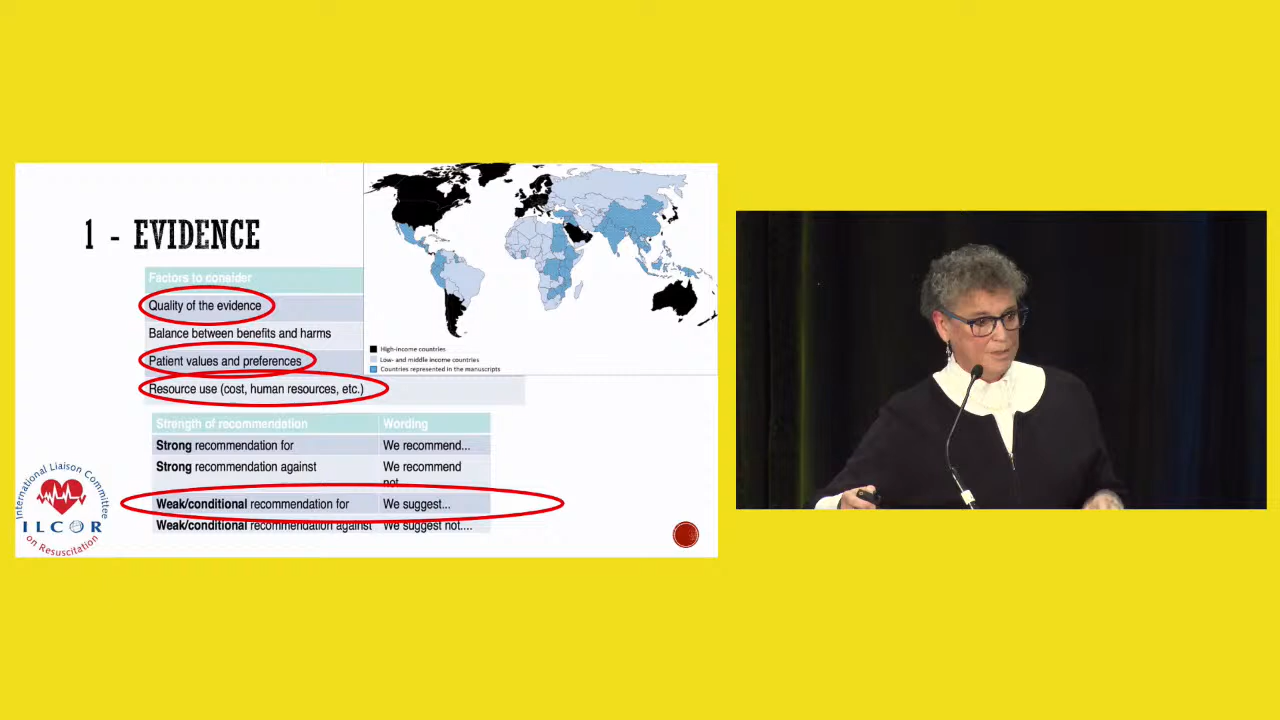 1 - EVIDENCE
Factors to consider
Quality of the evidence
Balance between benefits and harms
Patient values and preferences
Resource use (cost, human resources, etc.)
High-income countries
Low- and middle income countries
Countries represented in the manuscripts
Strength of recommendation Wording
Strong recommendation for We recommend...
Strong recommendation against We recommend
not
Weak/conditional recommendation for We suggest...
Weak/conditional recommendation against We suggest not....
International Liaison Committee
ILCOR
on Resuscitation